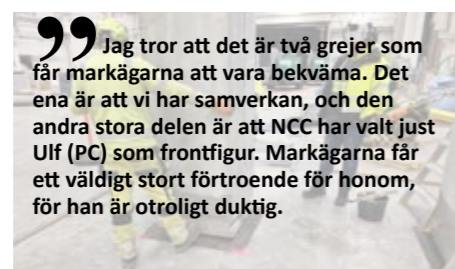 ”Jag tror att det är två grejer som
får markägarna att vara bekväma. Det
ena är att vi har samverkan, och den
andra stora delen är att NCC har valt just
Ulf (PC) som frontfigur. Markägarna får
ett väldigt stort förtroende för honom,
för han är otroligt duktig.